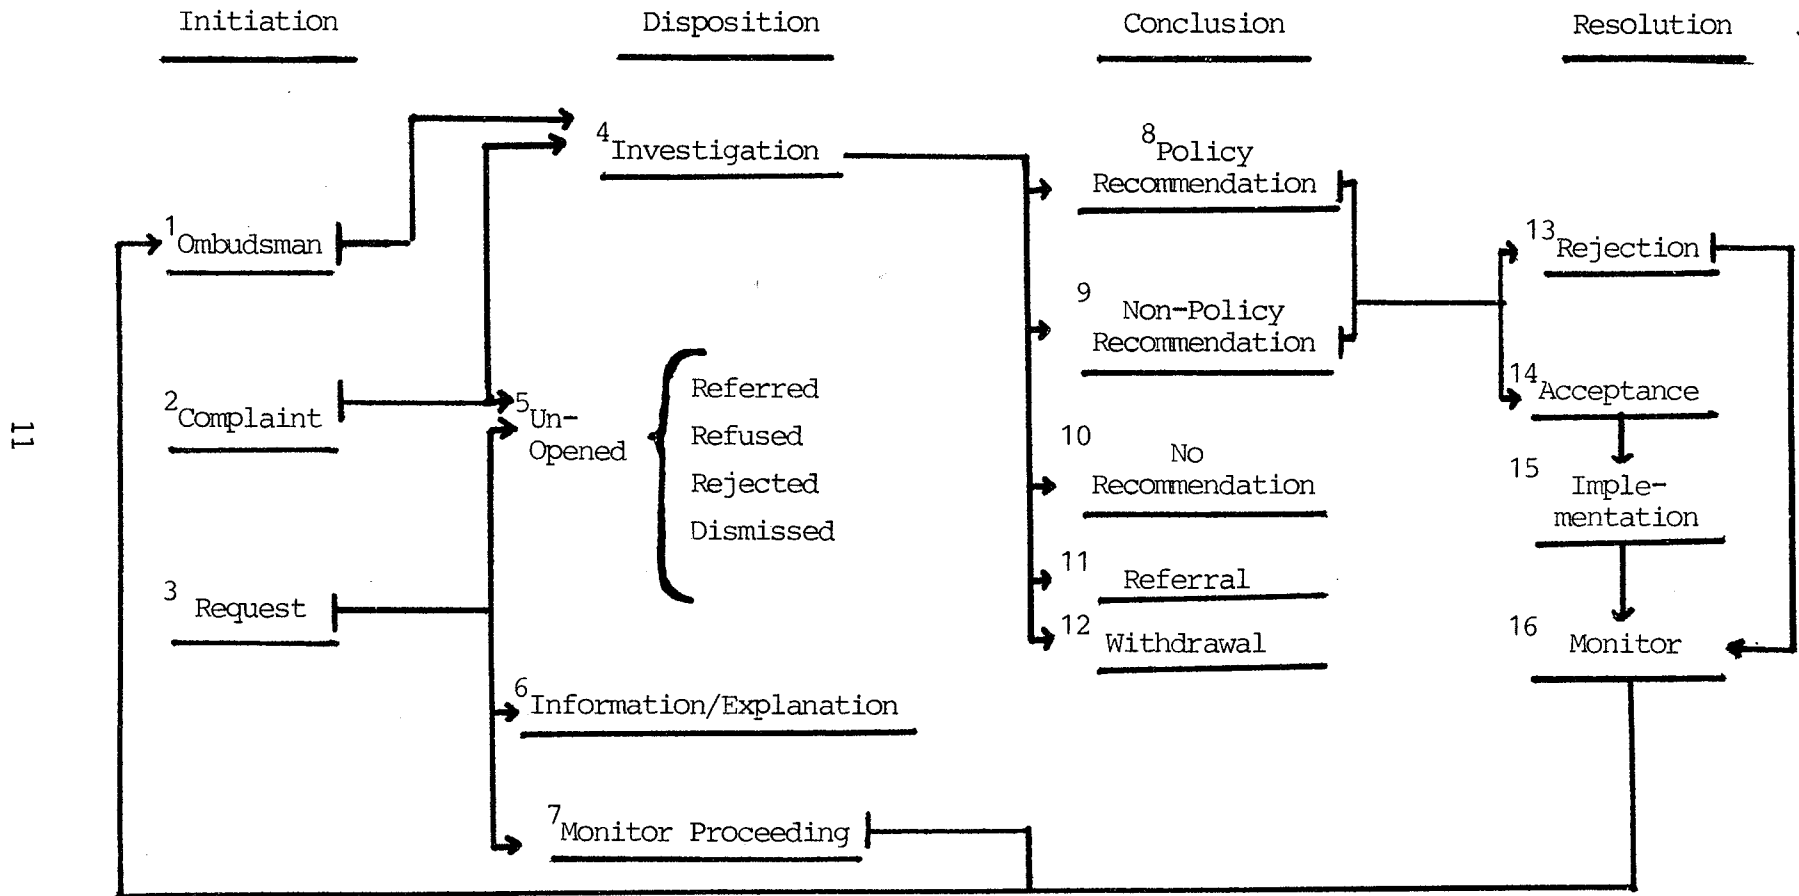 Initiation
Disposition
Conclusion
Resolution
1 Ombudsman
2 Complaint
3 Request
4 Investigation
5 Un-
Opened
Referred
Refused
Rejected
Dismissed
6 Information/Explanation
7 Monitor Proceeding
8 Policy
Recommendation
9 Non-Policy
Recommendation
10 No
Recommendation
11 Referral
12 Withdrawal
13 Rejection
14 Acceptance
15 Imple-
mentation
16 Monitor
11